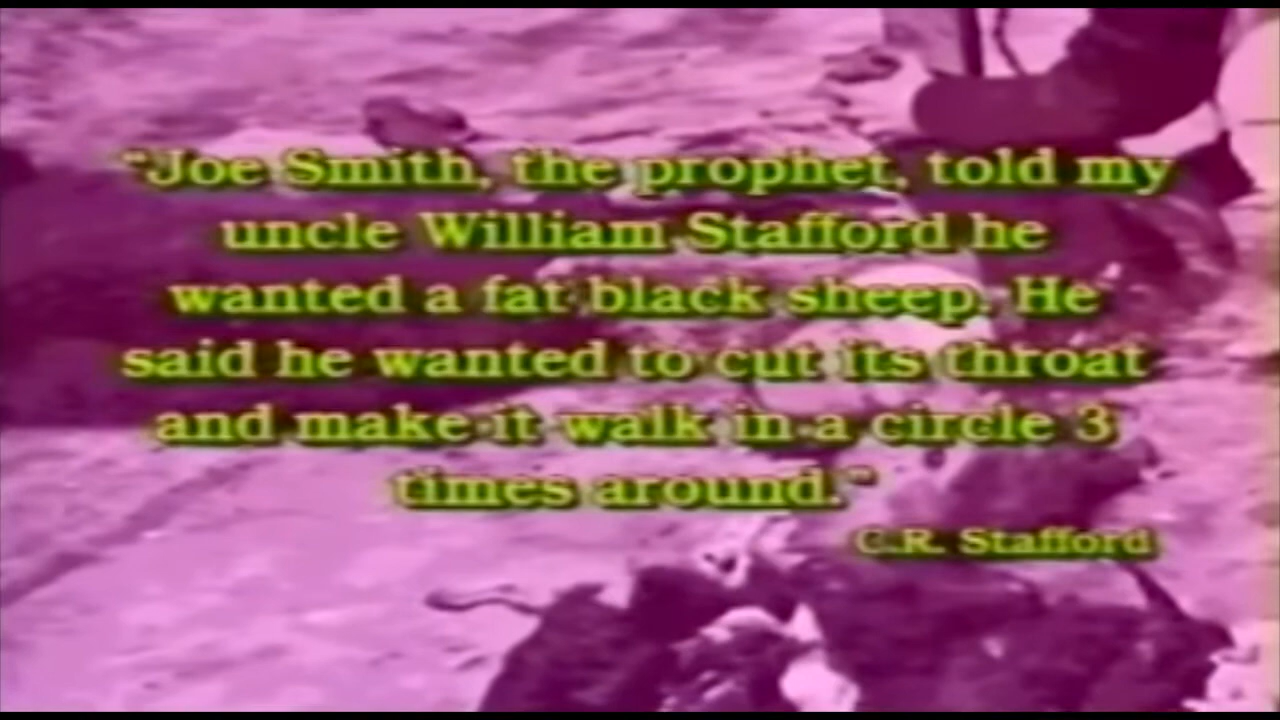 "Joe Smith, the prophet, told my
uncle William Stafford he
wanted a fat black sheep. He
said he wanted to cut its throat
and make it walk in a circle 3
times around."
C.R. Stafford